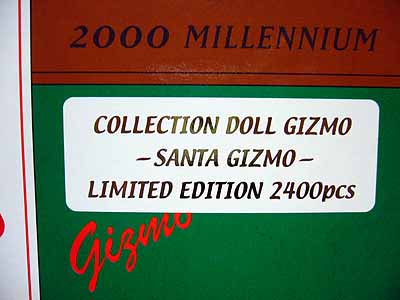 2000 MILLENNIUM
COLLECTION DOLL GIZMO
–SANTA GIZMO–
LIMITED EDITION 2400pcs
Gizmo